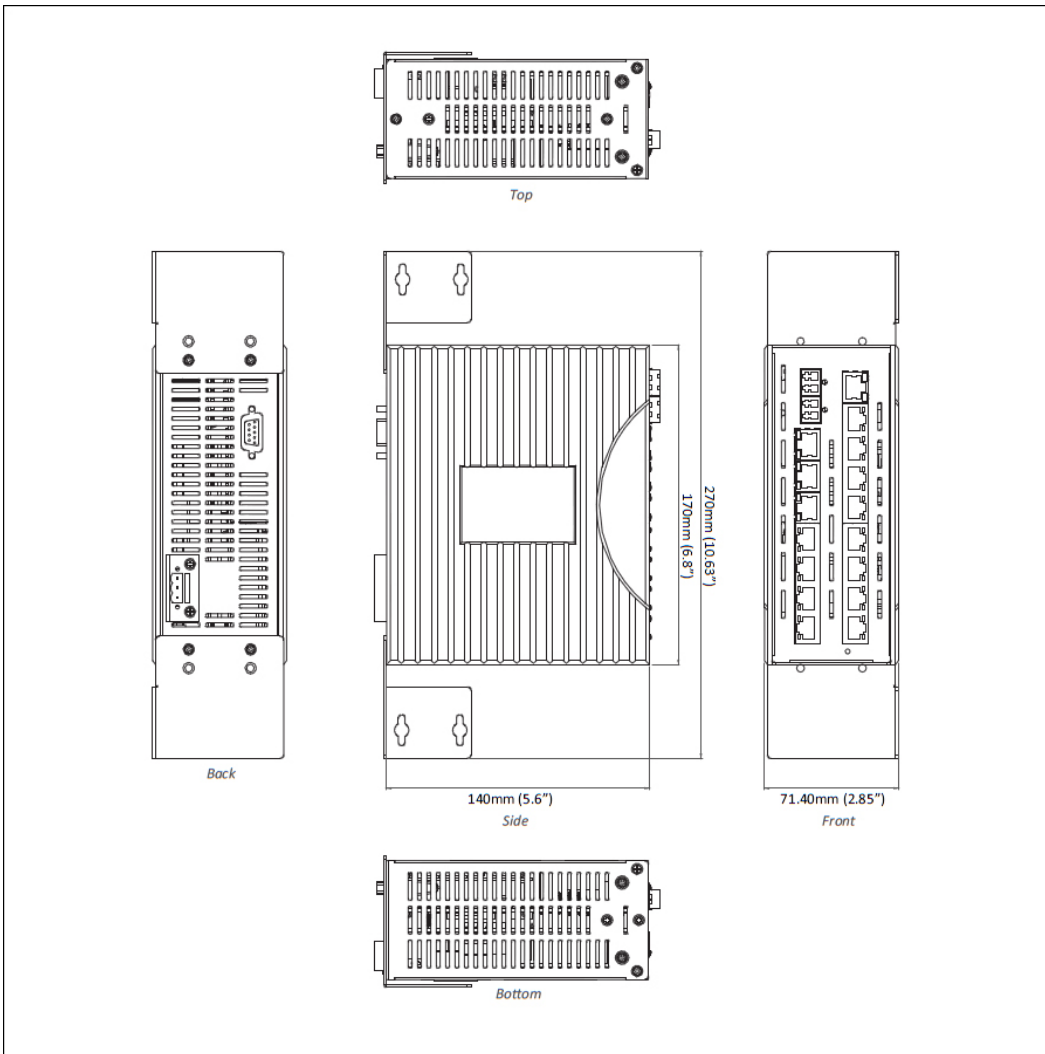 Top
270mm (10.63”)
170mm (6.8”)
Back
140mm (5.6”)
71.40mm (2.85”)
Side
Front
Bottom